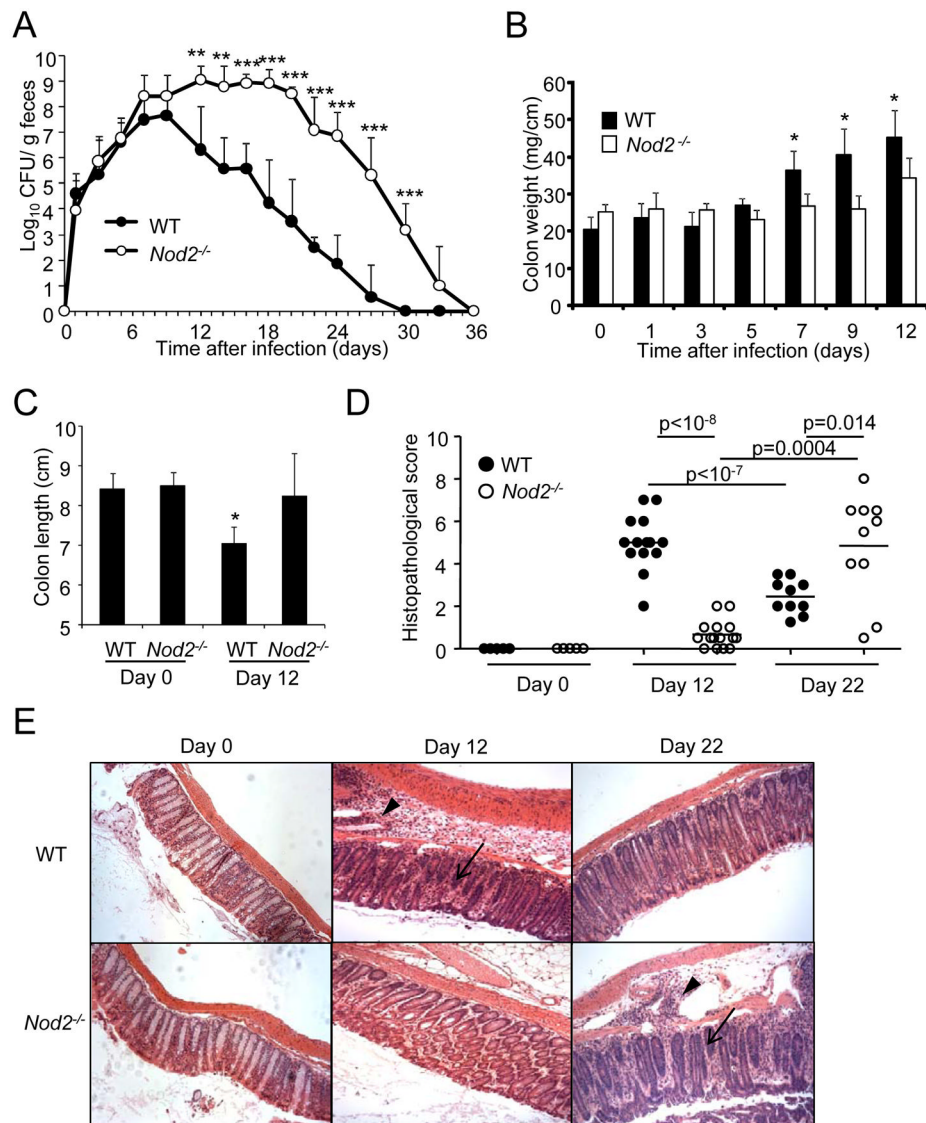 A
Log10 CFU/ g feces
10
9
8
7
6
5
4
3
2
1
0
** ** *** *** *** *** *** *** ***
WT
Nod2-/-
0 6 12 18 24 30 36
Time after infection (days)
B
Colon weight (mg/cm)
60
50
40
30
20
10
0
WT
Nod2-/-
* * *
0 1 3 5 7 9 12
Time after infection (days)
C
Colon length (cm)
10
9
8
7
6
5
*
WT Nod2-/- WT Nod2-/-
Day 0 Day 12
D
Histopathological score
10
8
6
4
2
0
WT
Nod2-/-
p<10-8 p=0.014
p=0.0004
p<10-7
Day 0 Day 12 Day 22
E
Day 0 Day 12 Day 22
WT
Nod2-/-